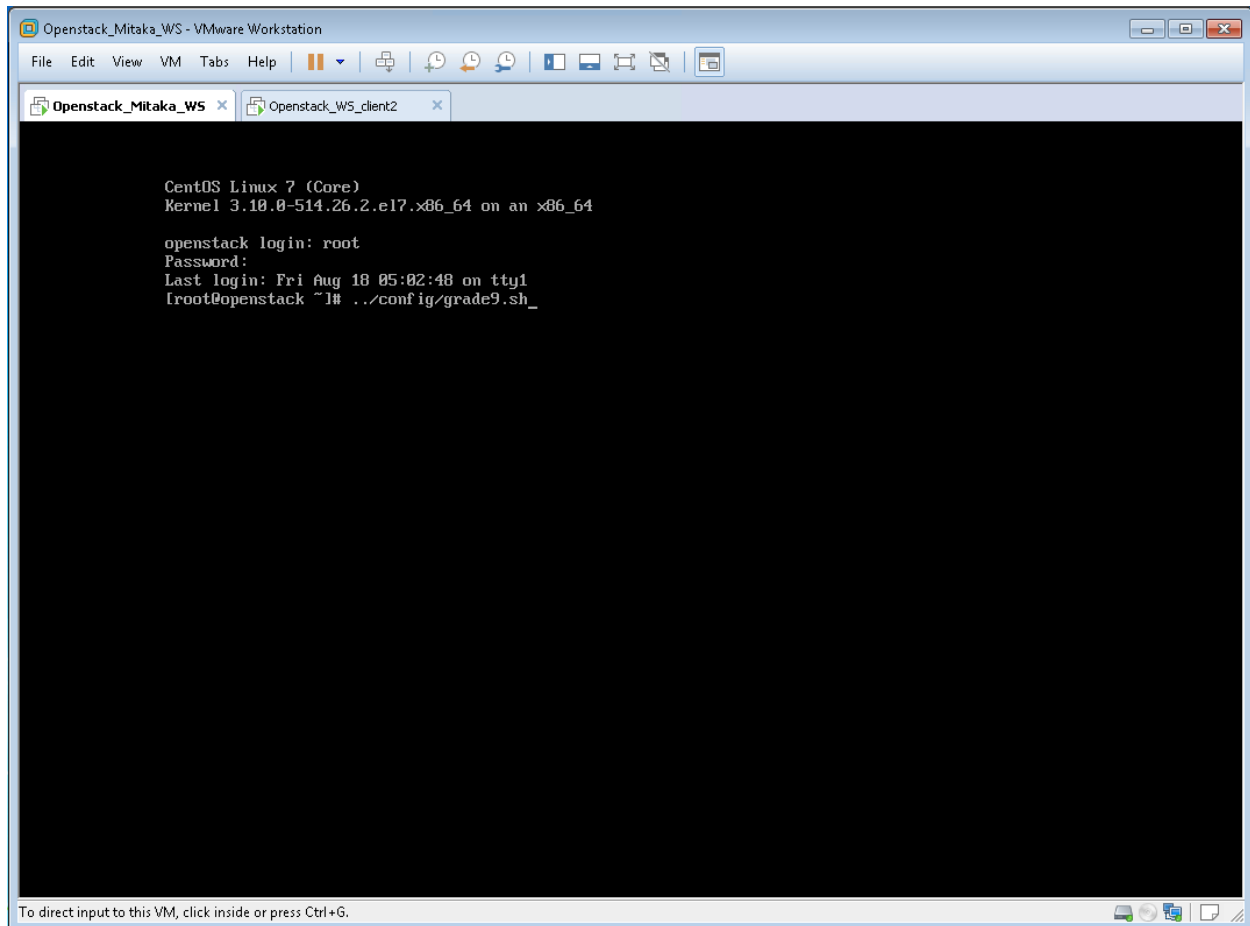 Openstack_Mitaka_WS - VMware Workstation
File Edit View VM Tabs Help
Openstack_Mitaka_WS Openstack_WS_client2
CentOS Linux 7 (Core)
Kernel 3.10.0-514.26.2.el7.x86_64 on an x86_64
openstack login: root
Password:
Last login: Fri Aug 18 05:02:48 on tty1
[root@openstack ~]# ../config/grade9.sh_
To direct input to this VM, click inside or press Ctrl+G.